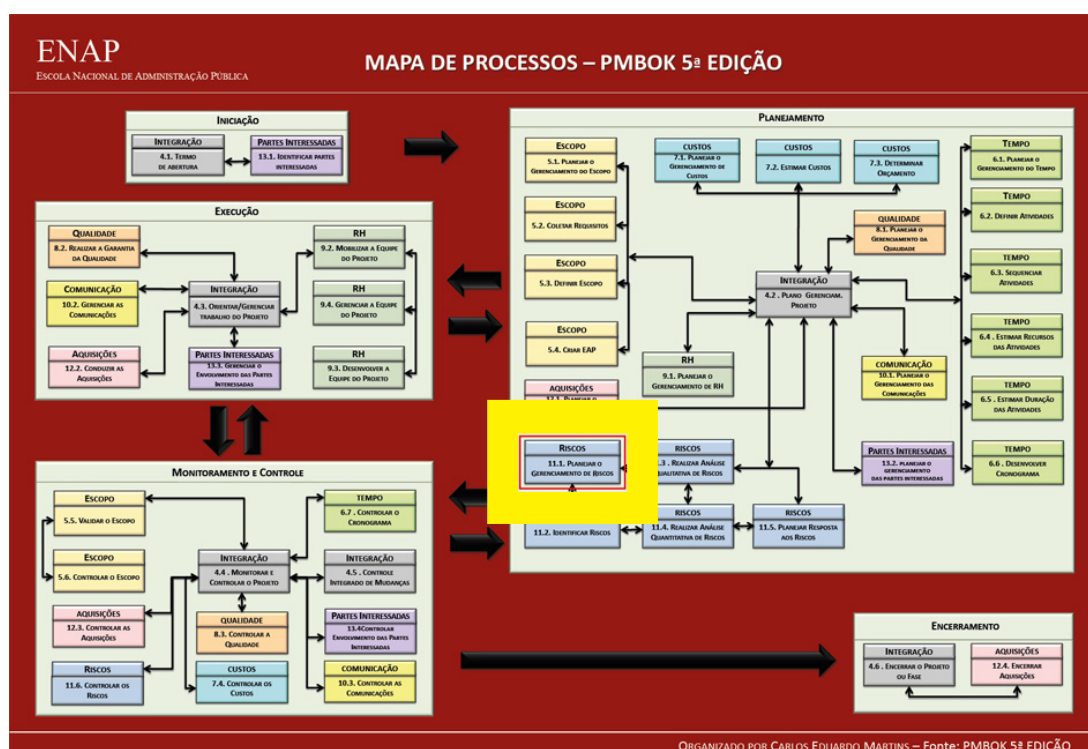 ENAP
ESCOLA NACIONAL DE ADMINISTRAÇÃO PÚBLICA
MAPA DE PROCESSOS – PMBOK 5ª EDIÇÃO
INICIAÇÃO
INTEGRAÇÃO
4.1. TERMO
DE ABERTURA
PARTES INTERESSADAS
13.1. IDENTIFICAR PARTES
INTERESSADAS
EXECUÇÃO
QUALIDADE
8.2. REALIZAR A GARANTIA
DA QUALIDADE
RH
9.2. MOBILIZAR A EQUIPE
DO PROJETO
COMUNICAÇÃO
10.2. GERENCIAR AS
COMUNICAÇÕES
INTEGRAÇÃO
4.3. ORIENTAR/GERENCIAR
TRABALHO DO PROJETO
RH
9.4. GERENCIAR A EQUIPE
DO PROJETO
AQUISIÇÕES
12.2. CONDUZIR AS
AQUISIÇÕES
PARTES INTERESSADAS
13.3. GERENCIAR O
ENVOLVIMENTO DAS PARTES
INTERESSADAS
RH
9.3. DESENVOLVER A
EQUIPE DO PROJETO
MONITORAMENTO E CONTROLE
ESCOPO
5.5. VALIDAR O ESCOPO
TEMPO
6.7 . CONTROLAR O
CRONOGRAMA
ESCOPO
5.6. CONTROLAR O ESCOPO
INTEGRAÇÃO
4.4 . MONITORAR E
CONTROLAR O PROJETO
INTEGRAÇÃO
4.5 . CONTROLE
INTEGRADO DE MUDANÇAS
AQUISIÇÕES
12.3. CONTROLAR AS
AQUISIÇÕES
QUALIDADE
8.3. CONTROLAR A
QUALIDADE
PARTES INTERESSADAS
13.4CONTROLAR
ENVOLVIMENTO DAS PARTES
INTERESSADAS
RISCOS
11.6. CONTROLAR OS
RISCOS
CUSTOS
7.4. CONTROLAR OS
CUSTOS
COMUNICAÇÃO
10.3. CONTROLAR AS
COMUNICAÇÕES
PLANEJAMENTO
ESCOPO
5.1. PLANEJAR O
GERENCIAMENTO DO ESCOPO
CUSTOS
7.1. PLANEJAR O
GERENCIAMENTO DE
CUSTOS
CUSTOS
7.2. ESTIMAR CUSTOS
CUSTOS
7.3. DETERMINAR
ORÇAMENTO
TEMPO
6.1. PLANEJAR O
GERENCIAMENTO DO TEMPO
ESCOPO
5.2. COLETAR REQUISITOS
QUALIDADE
8.1. PLANEJAR O
GERENCIAMENTO DA
QUALIDADE
TEMPO
6.2. DEFINIR ATIVIDADES
ESCOPO
5.3. DEFINIR ESCOPO
INTEGRAÇÃO
4.2 . PLANO GERENCIAM.
PROJETO
TEMPO
6.3. SEQUENCIAR
ATIVIDADES
ESCOPO
5.4. CRIAR EAP
RH
9.1. PLANEJAR O
GERENCIAMENTO DE RH
COMUNICAÇÃO
10.1. PLANEJAR O
GERENCIAMENTO DAS
COMUNICAÇÕES
TEMPO
6.4 . ESTIMAR RECURSOS
DAS ATIVIDADES
AQUISIÇÕES
12.1. PLANEJAR O
TEMPO
6.5 . ESTIMAR DURAÇÃO
DAS ATIVIDADES
RISCOS
11.1. PLANEJAR O
GERENCIAMENTO DE RISCOS
RISCOS
.3 . REALIZAR ANÁLISE
QUALITATIVA DE RISCOS
PARTES INTERESSADAS
13.2. PLANEJAR O
GERENCIAMENTO
DAS PARTES INTERESSADAS
TEMPO
6.6 . DESENVOLVER
CRONOGRAMA
11.2. IDENTIFICAR RISCOS
RISCOS
11.4. REALIZAR ANÁLISE
QUANTITATIVA DE RISCOS
RISCOS
11.5. PLANEJAR RESPOSTA
AOS RISCOS
ENCERRAMENTO
INTEGRAÇÃO
4.6 . ENCERRAR O PROJETO
OU FASE
AQUISIÇÕES
12.4. ENCERRAR
AQUISIÇÕES
ORGANIZADO POR CARLOS EDUARDO MARTINS – Fonte: PMBOK 5ª EDIÇÃO